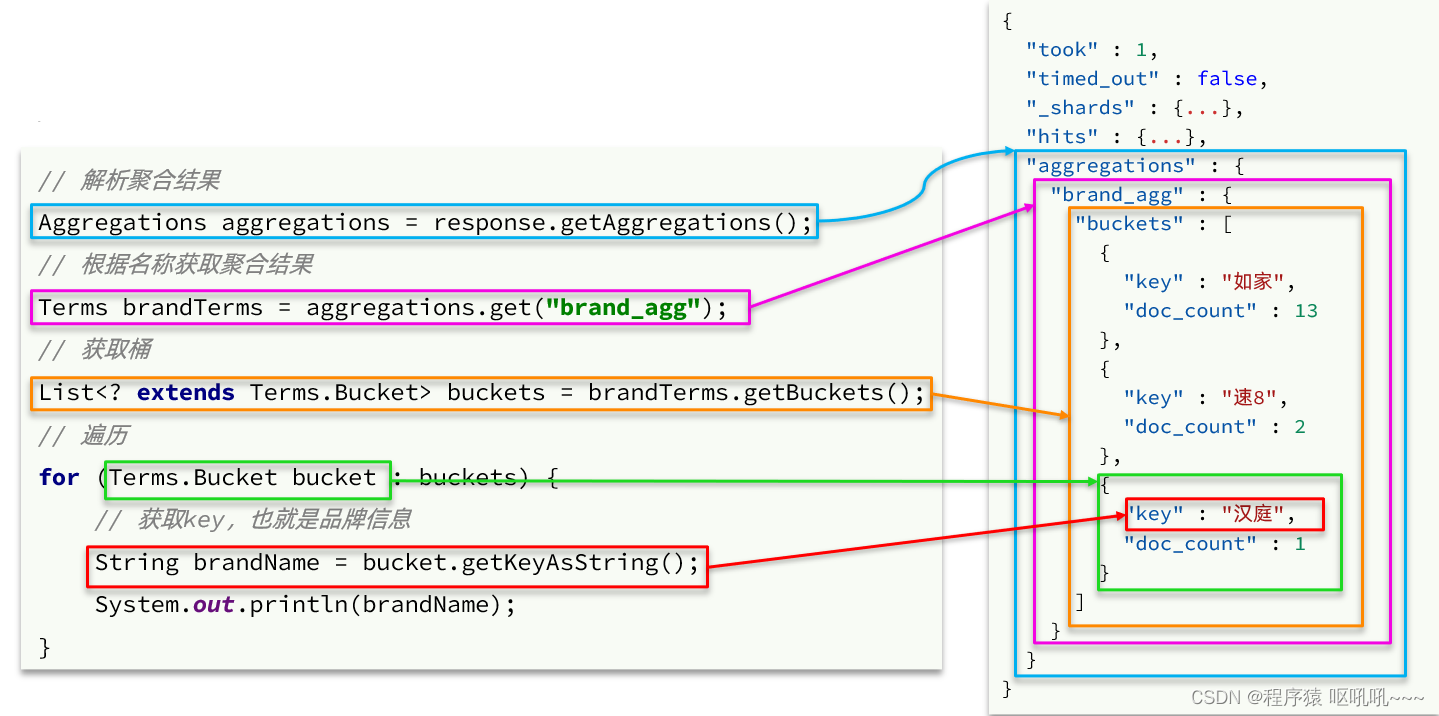 // 解析聚合结果
Aggregations aggregations = response.getAggregations();
// 根据名称获取聚合结果
Terms brandTerms = aggregations.get("brand_agg");
// 获取桶
List<? extends Terms.Bucket> buckets = brandTerms.getBuckets();
// 遍历
for (Terms.Bucket bucket : buckets) {
// 获取key，也就是品牌信息
String brandName = bucket.getKeyAsString();
System.out.println(brandName);
}
{
"took" : 1,
"timed_out" : false,
"_shards" : {...},
"hits" : {...},
"aggregations" : {
"brand_agg" : {
"buckets" : [
{
"key" : "如家",
"doc_count" : 13
},
{
"key" : "速8",
"doc_count" : 2
},
{
"key" : "汉庭",
"doc_count" : 1
}
]
}
}
}
CSDN @程序猿 呕吼吼~~~